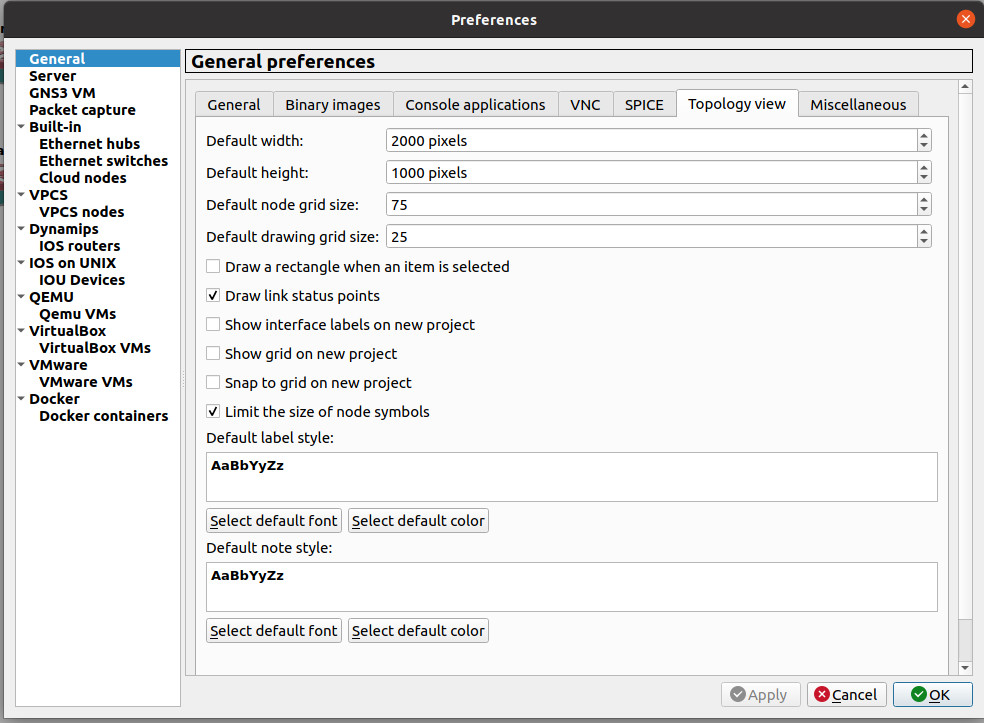 Preferences
General
Server
GNS3 VM
Packet capture
Built-in
Ethernet hubs
Ethernet switches
Cloud nodes
VPCS
VPCS nodes
Dynamips
IOS routers
IOS on UNIX
IOU Devices
QEMU
Qemu VMs
VirtualBox
VirtualBox VMs
VMware
VMware VMs
Docker
Docker containers
General preferences
General Binary images Console applications VNC SPICE Topology view Miscellaneous
Default width: 2000 pixels
Default height: 1000 pixels
Default node grid size: 75
Default drawing grid size: 25
Draw a rectangle when an item is selected
Draw link status points
Show interface labels on new project
Show grid on new project
Snap to grid on new project
Limit the size of node symbols
Default label style:
AaBbYyZz
Select default font Select default color
Default note style:
AaBbYyZz
Select default font Select default color
Apply Cancel OK